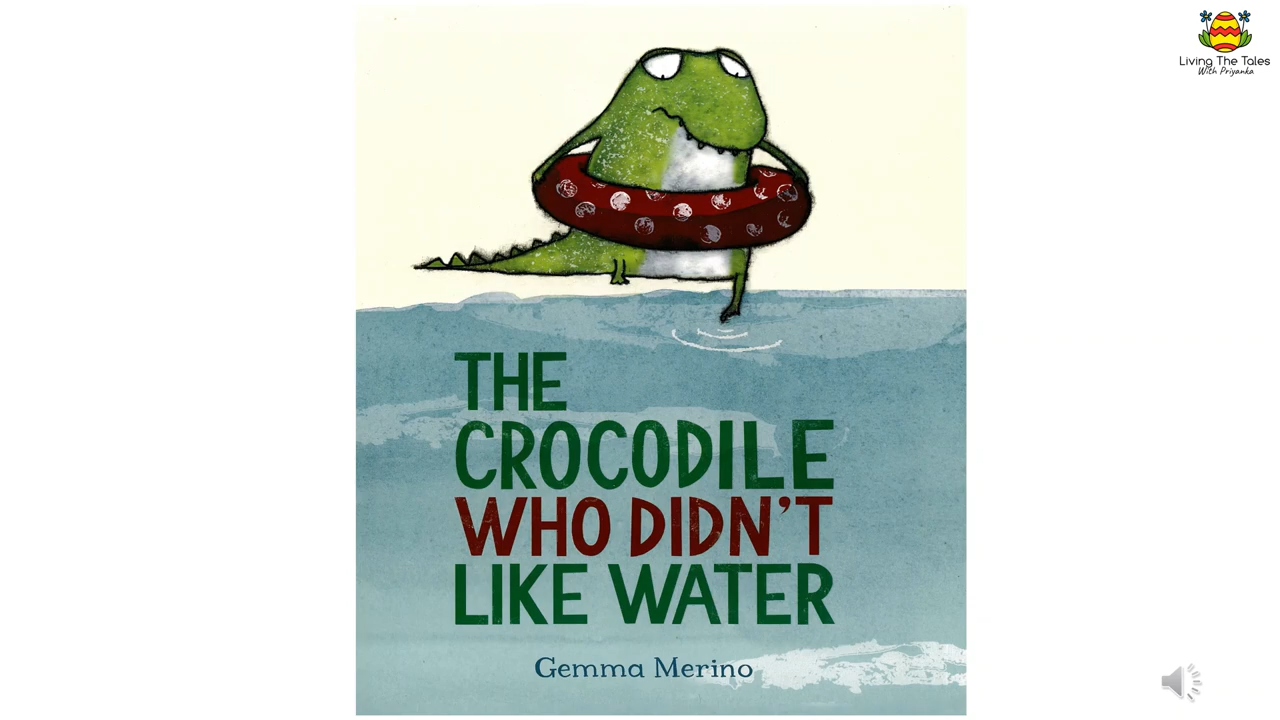 Living The Tales
With Priyanka
THE
CROCODILE
WHO DIDN'T
LIKE WATER
Gemma Merino